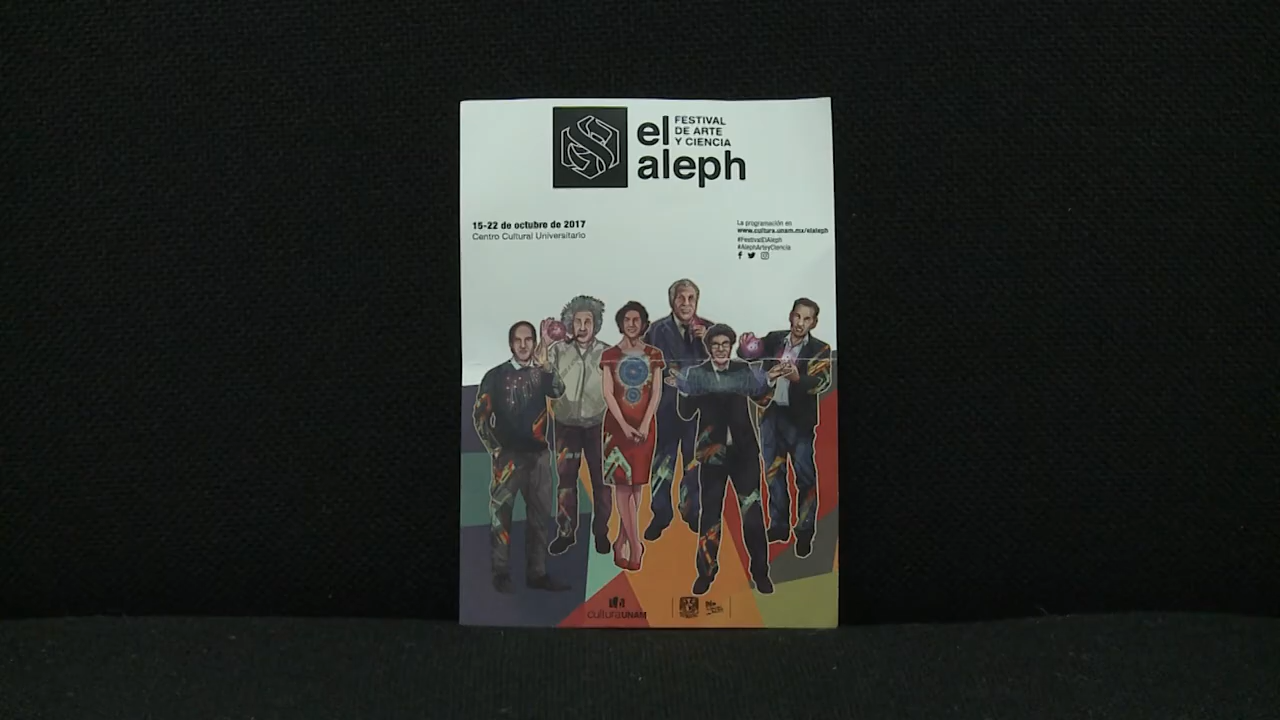 el
FESTIVAL
DE ARTE
Y CIENCIA
aleph
15-22 de octubre de 2017
Centro Cultural Universitario
La programación en
www.cultura.unam.mx/elaleph
#FestivalElAleph
#AlephArteyCiencia
culturaUNAM